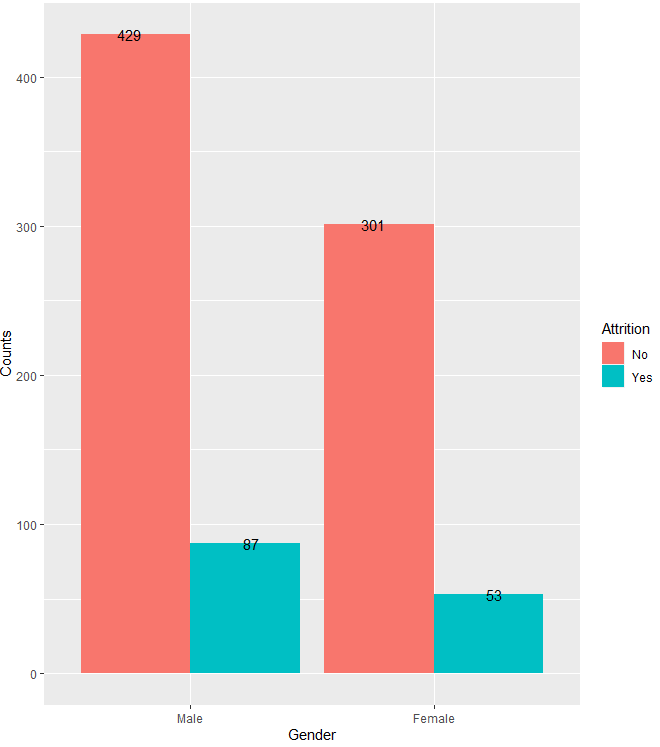 429
400
301
300
Attrition
No
Yes
Counts
200
100
87
53
0
Male
Female
Gender